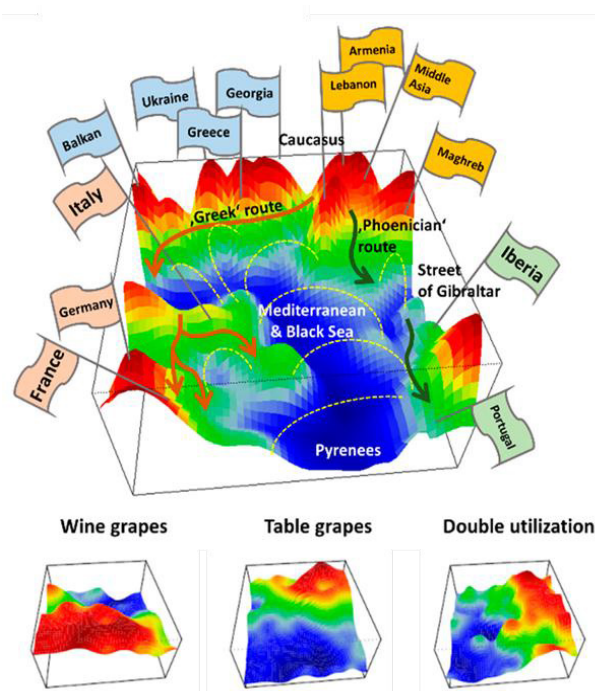 Armenia
Ukraine
Georgia
Lebanon
Middle
Asia
Balkan
Greece
Caucasus
Maghreb
Italy
‚Greek‘ route
‚Phoenician‘
route
Iberia
Street
of Gibraltar
Germany
Mediterranean
& Black Sea
France
Portugal
Pyrenees
Wine grapes
Table grapes
Double utilization